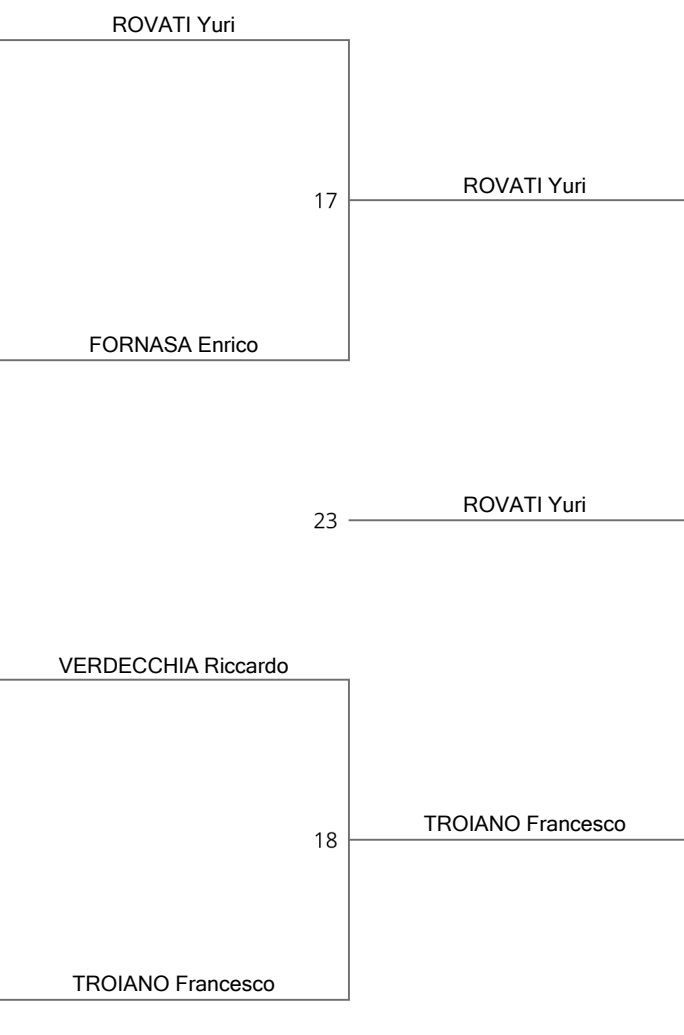 ROVATI Yuri
17
ROVATI Yuri
FORNASA Enrico
23
ROVATI Yuri
VERDECCHIA Riccardo
18
TROIANO Francesco
TROIANO Francesco